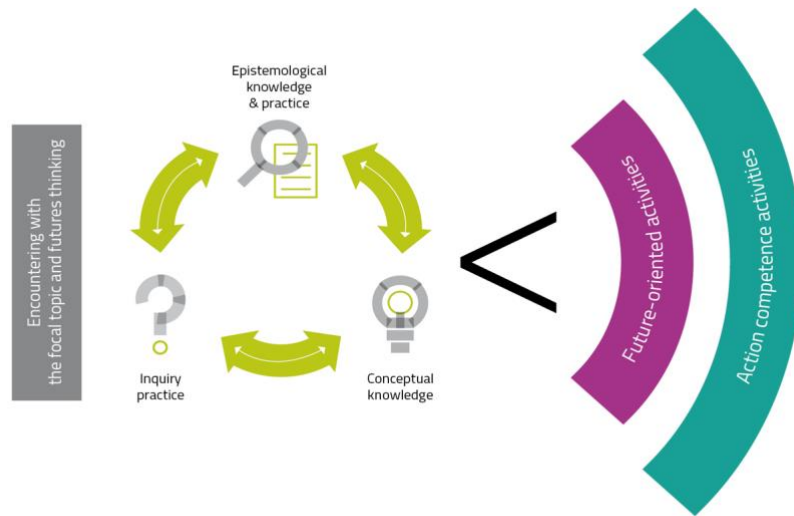 Encountering with
the focal topic and futures thinking
Epistemological
knowledge
& practice
Inquiry
practice
Conceptual
knowledge
Future-oriented activities
Action competence activities